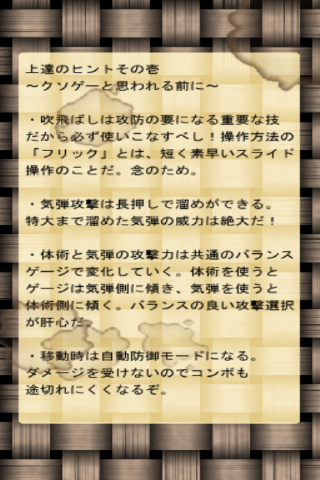 上達のヒントその壱
～クソゲーと思われる前に～
・吹飛ばしは攻防の要になる重要な技
だから必ず使いこなすべし！操作方法の
「フリック」とは、短く素早いスライド
操作のことだ。念のため。
・気弾攻撃は長押しで溜めができる。
特大まで溜めた気弾の威力は絶大だ！
・体術と気弾の攻撃力は共通のバランス
ゲージで変化していく。体術を使うと
ゲージは気弾側に傾き、気弾を使うと
体術側に傾く。バランスの良い攻撃選択
が肝心だ。
・移動時は自動防御モードになる。
ダメージを受けないのでコンボも
途切れにくくなるぞ。